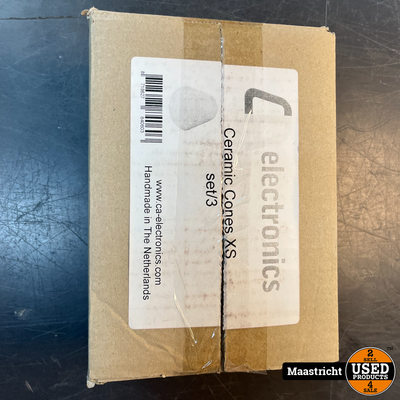 electronics
Ceramic Cones XS
set/3
www.ca-electronics.com
Handmade in The Netherlands
Maastricht
2
SELL
USED
PRODUCTS
4
SALE